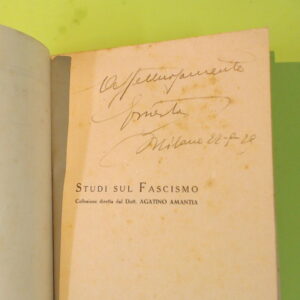 Affettuosamente
Milano
STUDI SUL FASCISMO
Collezione diretta dal Dott. AGATINO AMANTIA